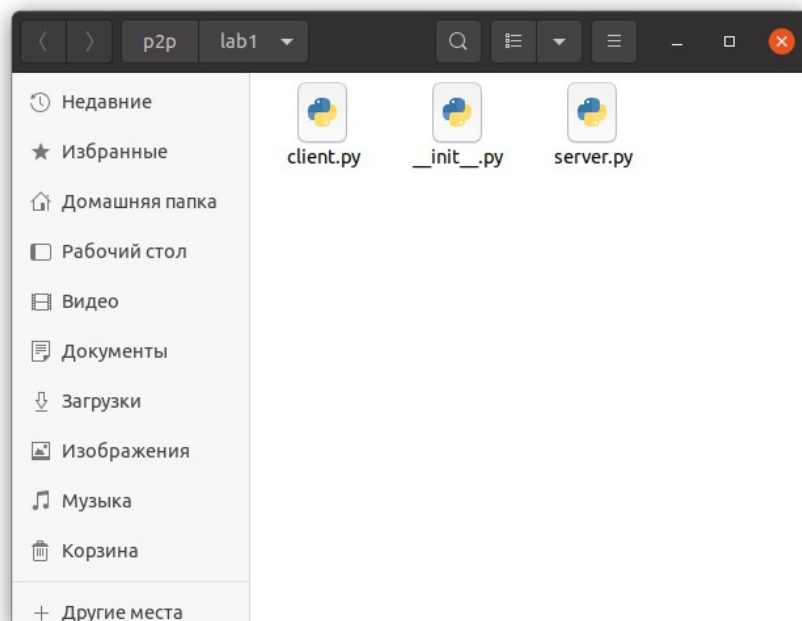 p2p lab1
Недавние
Избранные
Домашняя папка
Рабочий стол
Видео
Документы
Загрузки
Изображения
Музыка
Корзина
Другие места
client.py __init__.py server.py